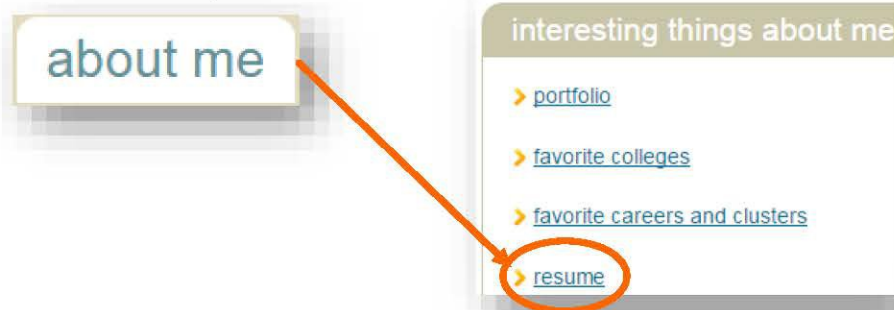 about me
interesting things about me
portfolio
favorite colleges
favorite careers and clusters
resume